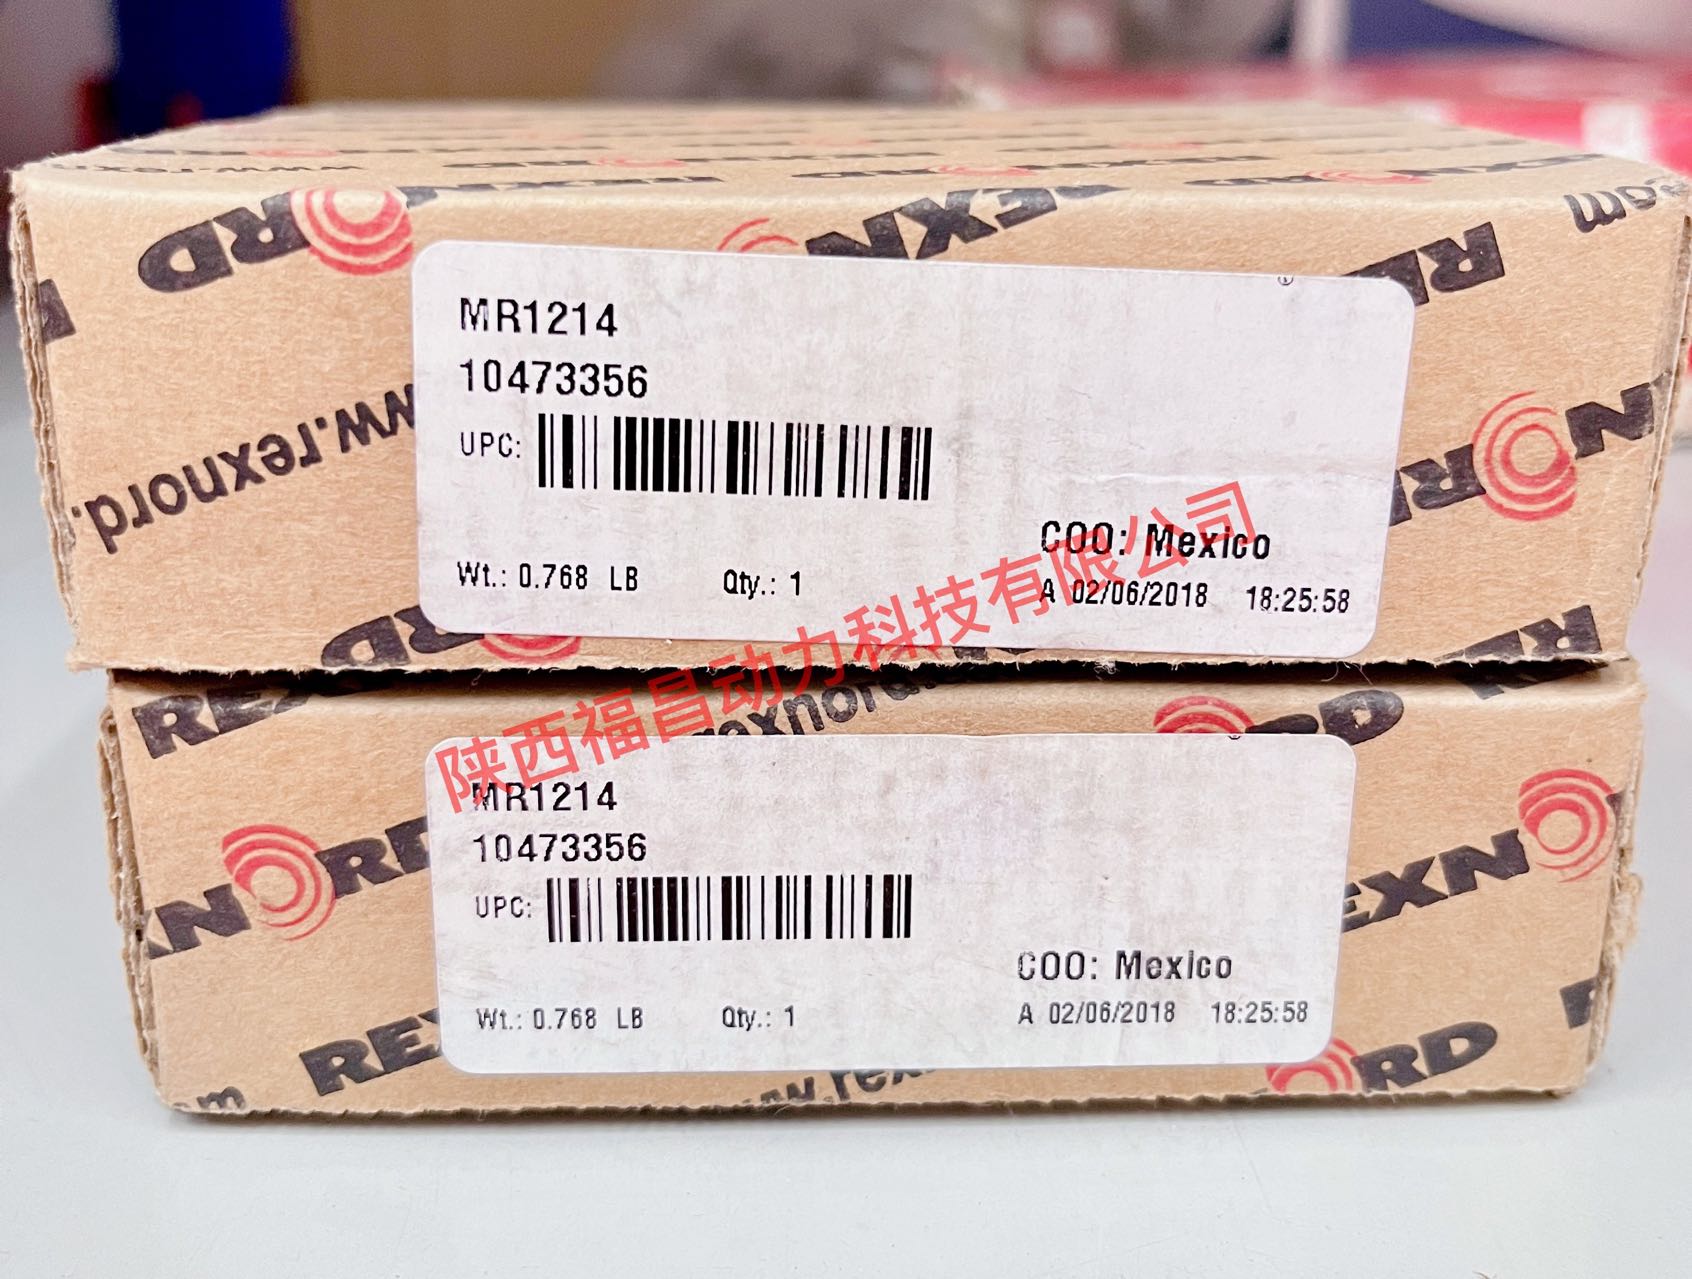 REXNORD
www.rexnord.
MR1214
10473356
UPC:
Wt.: 0.768 LB Qty.: 1
COO: Mexico
A 02/06/2018 18:25:58
陕西福昌动力科技有限公司
MR1214
10473356
UPC:
Wt.: 0.768 LB Qty.: 1
COO: Mexico
A 02/06/2018 18:25:58